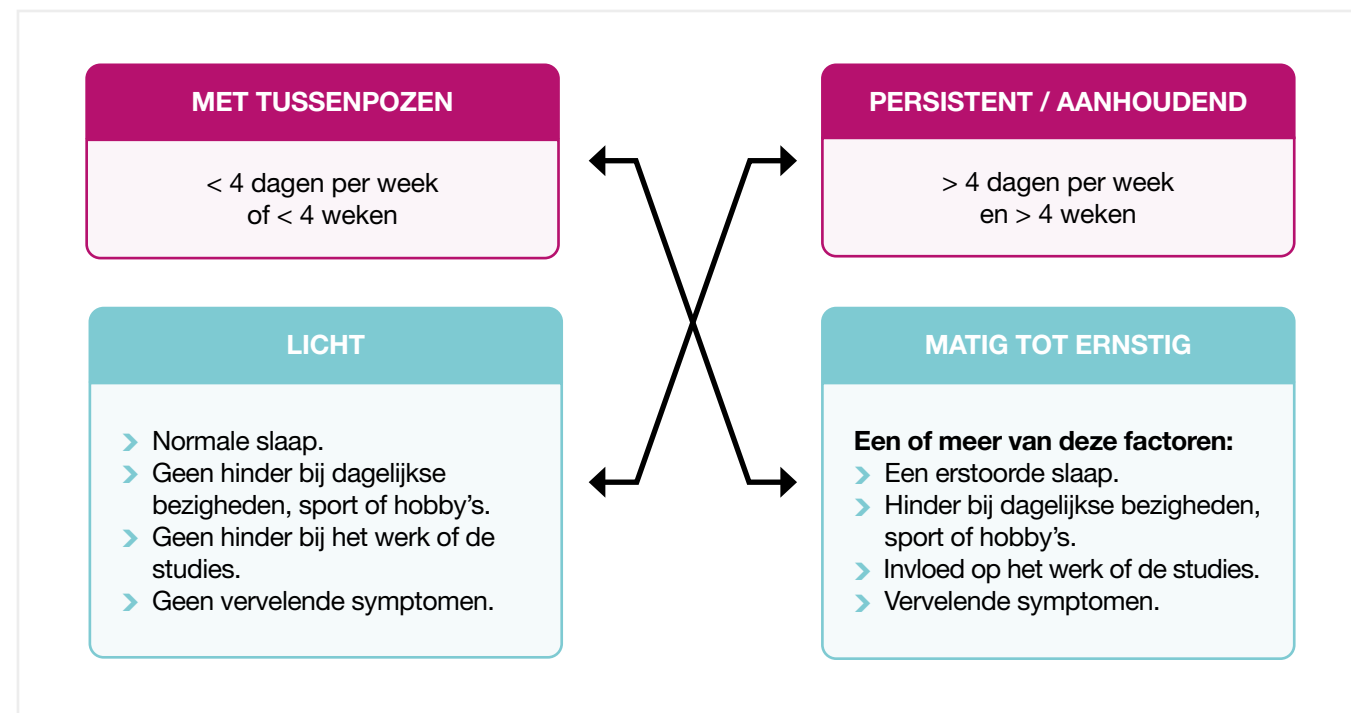 MET TUSSENPOZEN
< 4 dagen per week
of < 4 weken
PERSISTENT / AANHOUDEND
> 4 dagen per week
en > 4 weken
LICHT
Normale slaap.
Geen hinder bij dagelijkse
bezigheden, sport of hobby’s.
Geen hinder bij het werk of de
studies.
Geen vervelende symptomen.
MATIG TOT ERNSTIG
Een of meer van deze factoren:
Een erstoorde slaap.
Hinder bij dagelijkse bezigheden,
sport of hobby’s.
Invloed op het werk of de studies.
Vervelende symptomen.